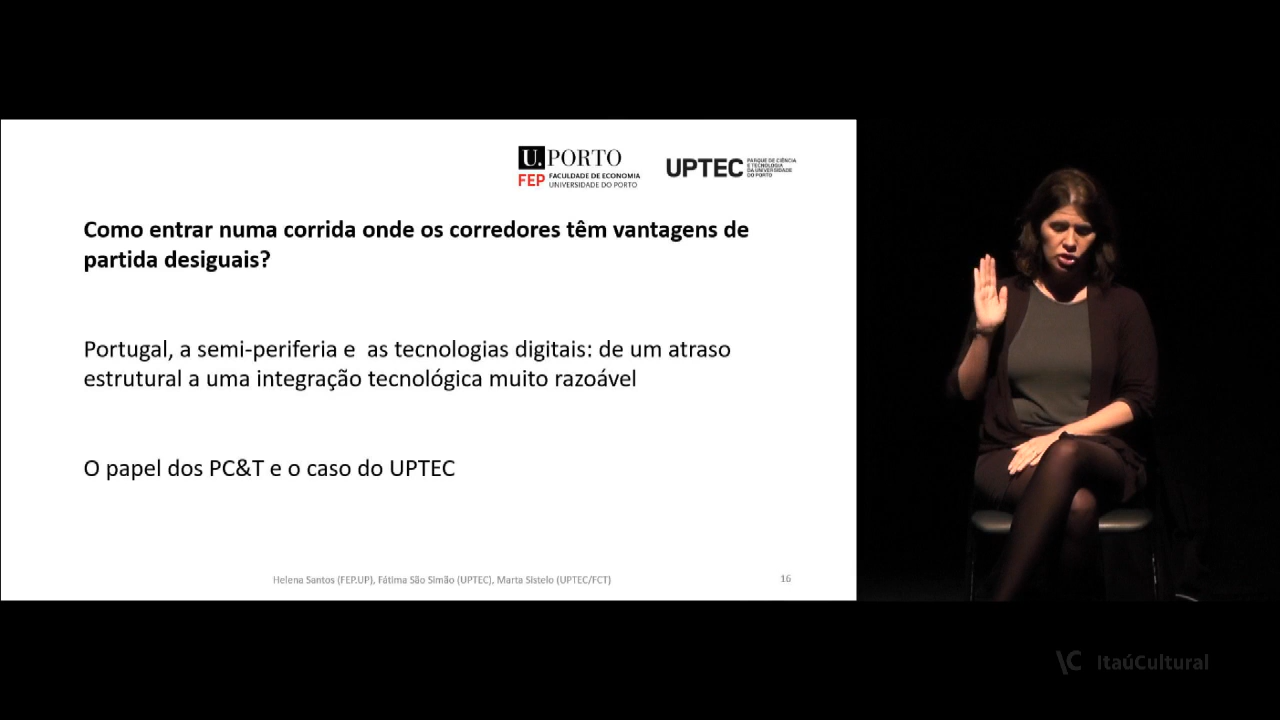 U.PORTO
FEP FACULDADE DE ECONOMIA
UNIVERSIDADE DO PORTO
UPTEC PARQUE DE CIÊNCIA
E TECNOLOGIA
DA UNIVERSIDADE
DO PORTO
Como entrar numa corrida onde os corredores têm vantagens de
partida desiguais?
Portugal, a semi-periferia e  as tecnologias digitais: de um atraso
estrutural a uma integração tecnológica muito razoável
O papel dos PC&T e o caso do UPTEC
Helena Santos (FEP.UP), Fátima São Simão (UPTEC), Marta Sistelo (UPTEC/FCT)
16
\C ItaúCultural